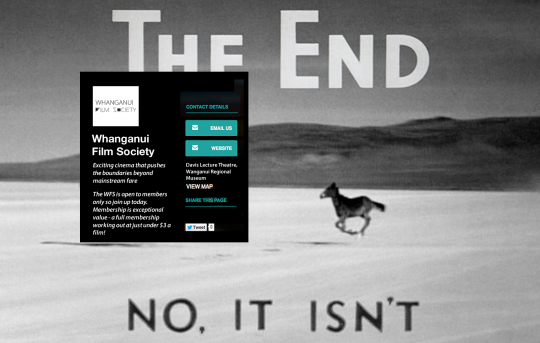 THE END
WHANGANUI
FILM SOCIETY
Whanganui
Film Society
Exciting cinema that pushes
the boundaries beyond
mainstream fare
The WFS is open to members
only so join up today.
Membership is exceptional
value - a full membership
working out at just under $3 a
film!
CONTACT DETAILS
EMAIL US
WEBSITE
Davis Lecture Theatre,
Wanganui Regional
Museum
VIEW MAP
SHARE THIS PAGE
Tweet 0
NO, IT ISN'T